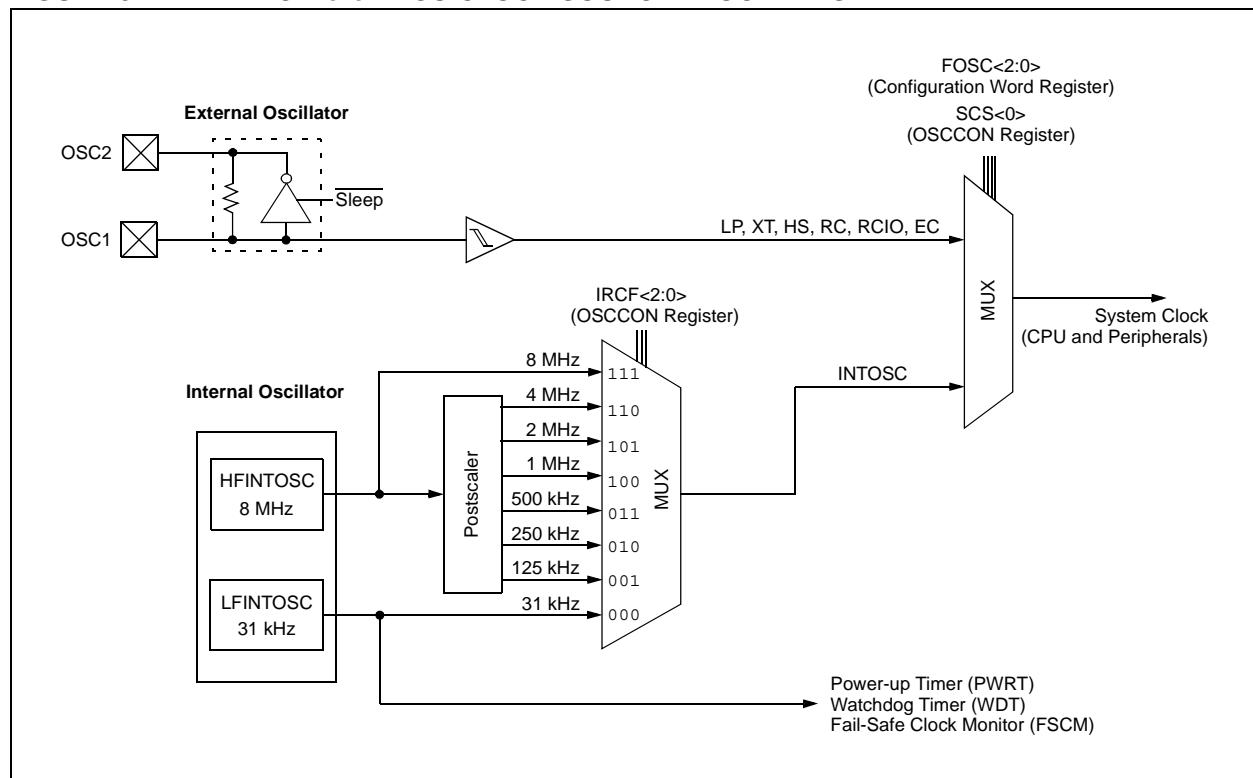 FOSC<2:0>
(Configuration Word Register)
SCS<0>
(OSCCON Register)
External Oscillator
OSC2
Sleep
OSC1
LP, XT, HS, RC, RCIO, EC
IRCF<2:0>
(OSCCON Register)
MUX
System Clock
(CPU and Peripherals)
8 MHz
111
INTOSC
Internal Oscillator
4 MHz
110
2 MHz
101
1 MHz
100
HFINTOSC
8 MHz
Postscaler
MUX
500 kHz
011
250 kHz
010
125 kHz
001
LFINTOSC
31 kHz
31 kHz
000
Power-up Timer (PWRT)
Watchdog Timer (WDT)
Fail-Safe Clock Monitor (FSCM)